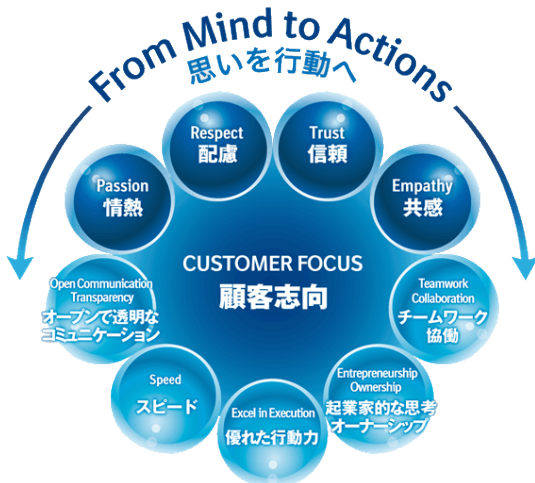 From Mind to Actions
思いを行動へ
Respect
配慮
Trust
信頼
Passion
情熱
Empathy
共感
CUSTOMER FOCUS
顧客志向
Open Communication
Transparency
オープンで透明な
コミュニケーション
Teamwork
Collaboration
チームワーク
協働
Speed
スピード
Entrepreneurship
Ownership
起業家的な思考
オーナーシップ
Excel in Execution
優れた行動力